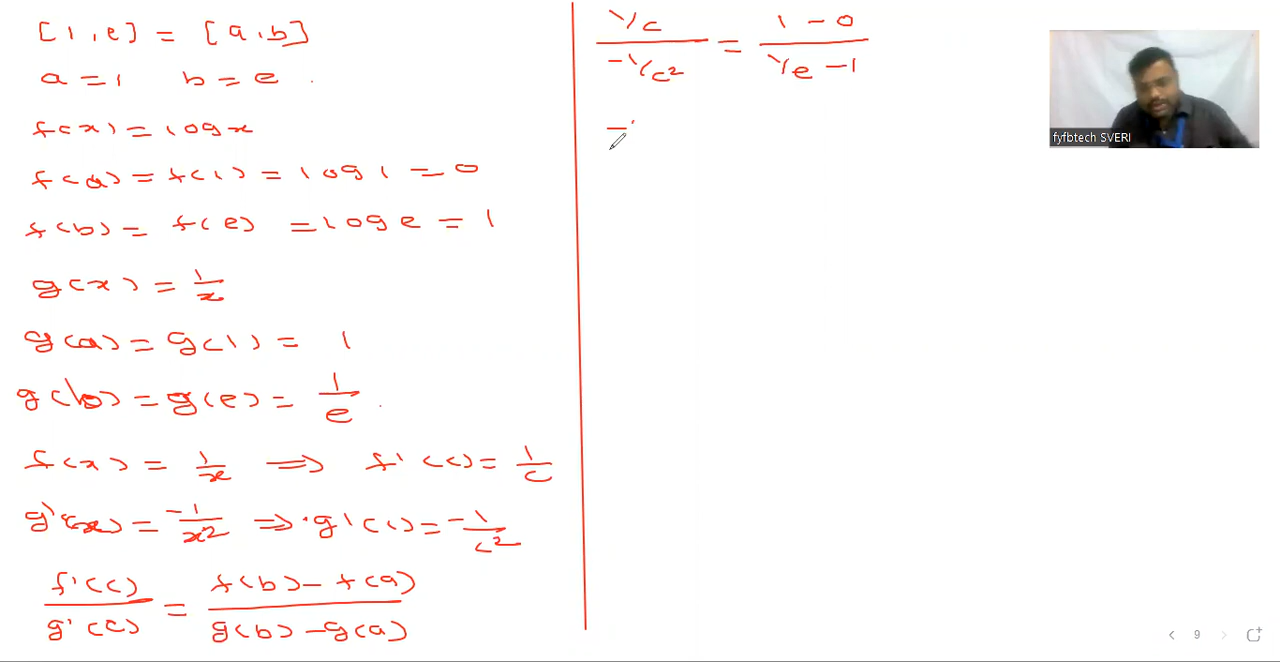 [1, e] = [a, b]
a = 1 b = e
f(x) = log x
f(a) = f(1) = log 1 = 0
f(b) = f(e) = log e = 1
g(x) = 1/x
g(a) = g(1) = 1
g(b) = g(e) = 1/e
f(x) = 1/x ⟹ f'(c) = 1/c
g'(x) = -1/x² ⟹ g'(c) = -1/c²
f'(c)/g'(c) = f(b) - f(a)/g(b) - g(a)
1/c / -1/c² = 1 - 0 / 1/e - 1
fyfbtech SVERI
9